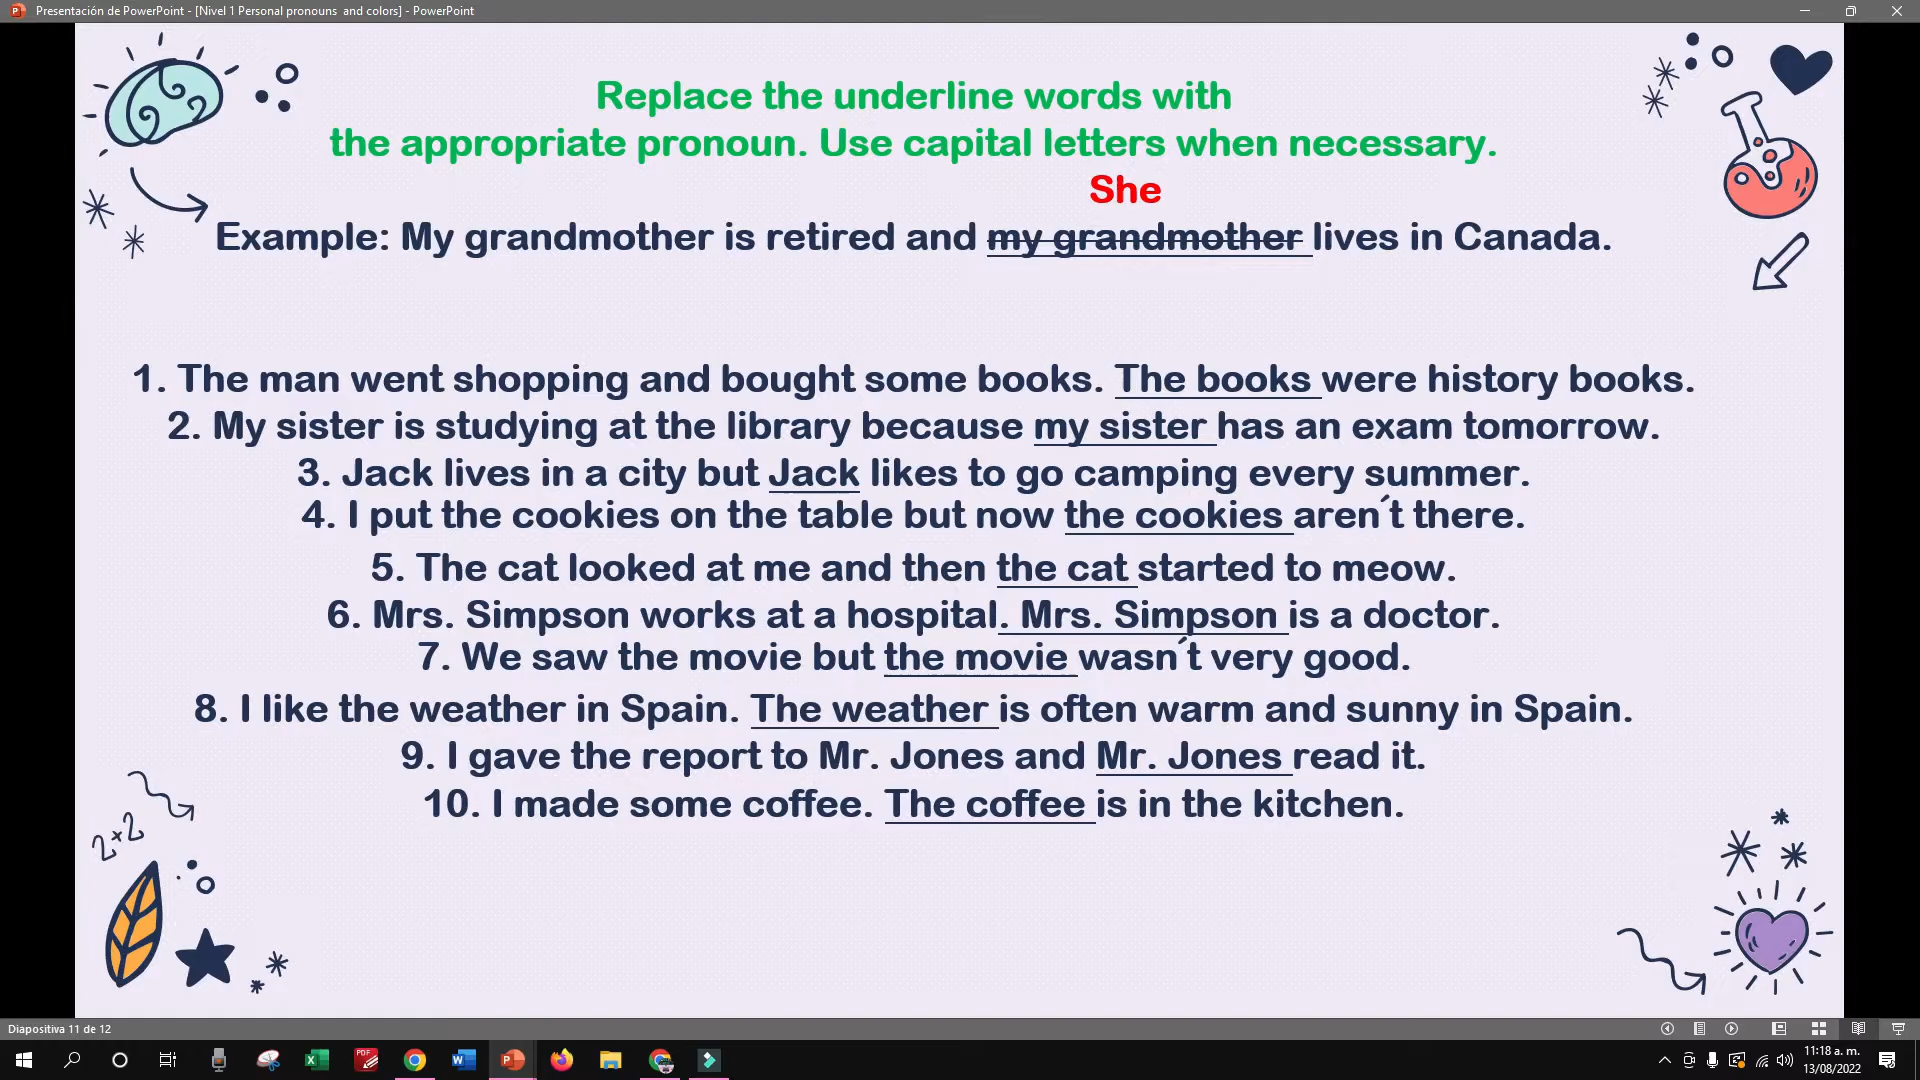 Presentación de PowerPoint - [Nivel 1 Personal pronouns  and colors] - PowerPoint
Replace the underline words with
the appropriate pronoun. Use capital letters when necessary.
She
Example: My grandmother is retired and my grandmother lives in Canada.
1. The man went shopping and bought some books. The books were history books.
2. My sister is studying at the library because my sister has an exam tomorrow.
3. Jack lives in a city but Jack likes to go camping every summer.
4. I put the cookies on the table but now the cookies aren´t there.
5. The cat looked at me and then the cat started to meow.
6. Mrs. Simpson works at a hospital. Mrs. Simpson is a doctor.
7. We saw the movie but the movie wasn´t very good.
8. I like the weather in Spain. The weather is often warm and sunny in Spain.
9. I gave the report to Mr. Jones and Mr. Jones read it.
10. I made some coffee. The coffee is in the kitchen.
2×2
Diapositiva 11 de 12
11:18 a. m.
13/08/2022